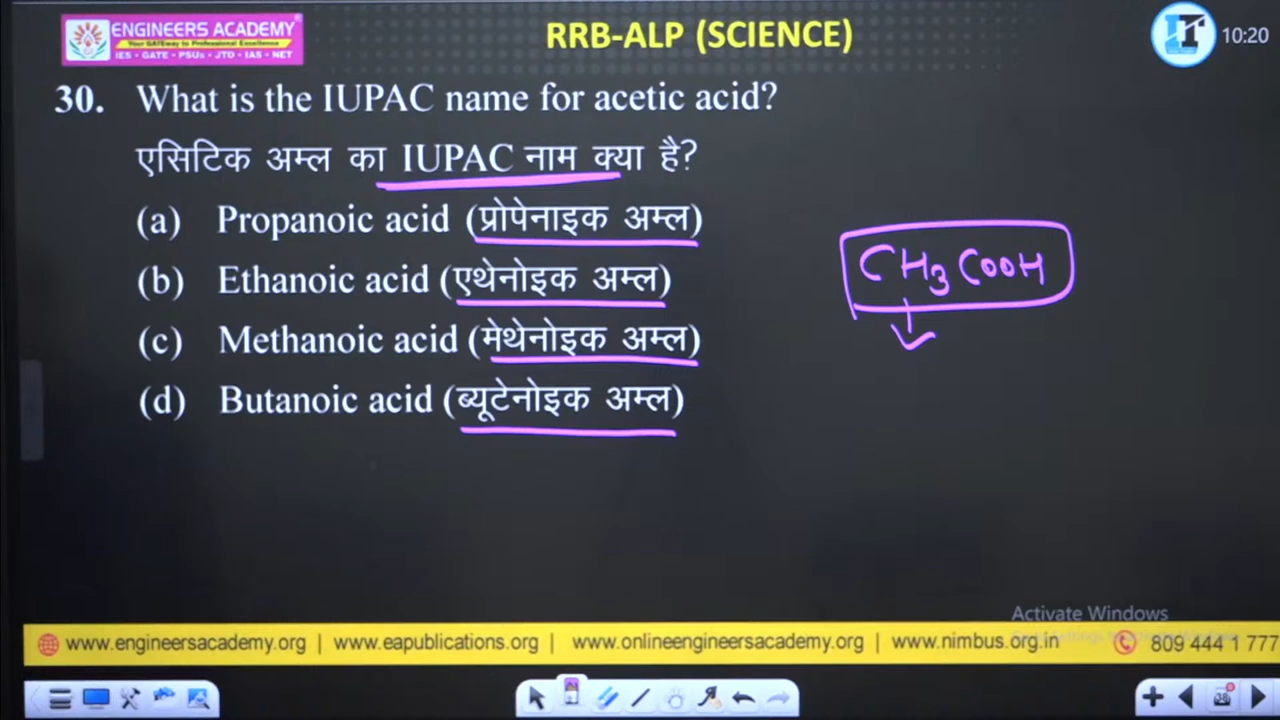 ENGINEERS ACADEMY
Your GATEway to Professional Excellence
IES • GATE • PSUs • JTO • IAS • NET
RRB-ALP (SCIENCE)
10:20
30. What is the IUPAC name for acetic acid?
एसिटिक अम्ल का IUPAC नाम क्या है?
(a) Propanoic acid (प्रोपेनाइक अम्ल)
(b) Ethanoic acid (एथेनोइक अम्ल)
(c) Methanoic acid (मेथेनोइक अम्ल)
(d) Butanoic acid (ब्यूटेनोइक अम्ल)
CH3COOH
Activate Windows
www.engineersacademy.org | www.eapublications.org | www.onlineengineersacademy.org | www.nimbus.org.in 809 444 1 777